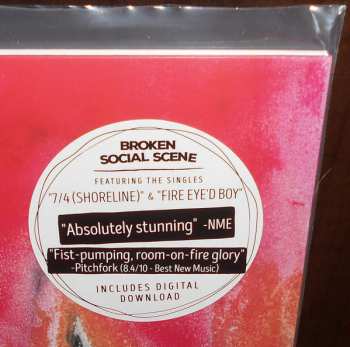 BROKEN
SOCIAL SCENE
FEATURING THE SINGLES
"7/4 (SHORELINE)" & "FIRE EYE'D BOY"
"Absolutely stunning" -NME
"Fist-pumping, room-on-fire glory"
-Pitchfork (8.4/10 - Best New Music)
INCLUDES DIGITAL
DOWNLOAD